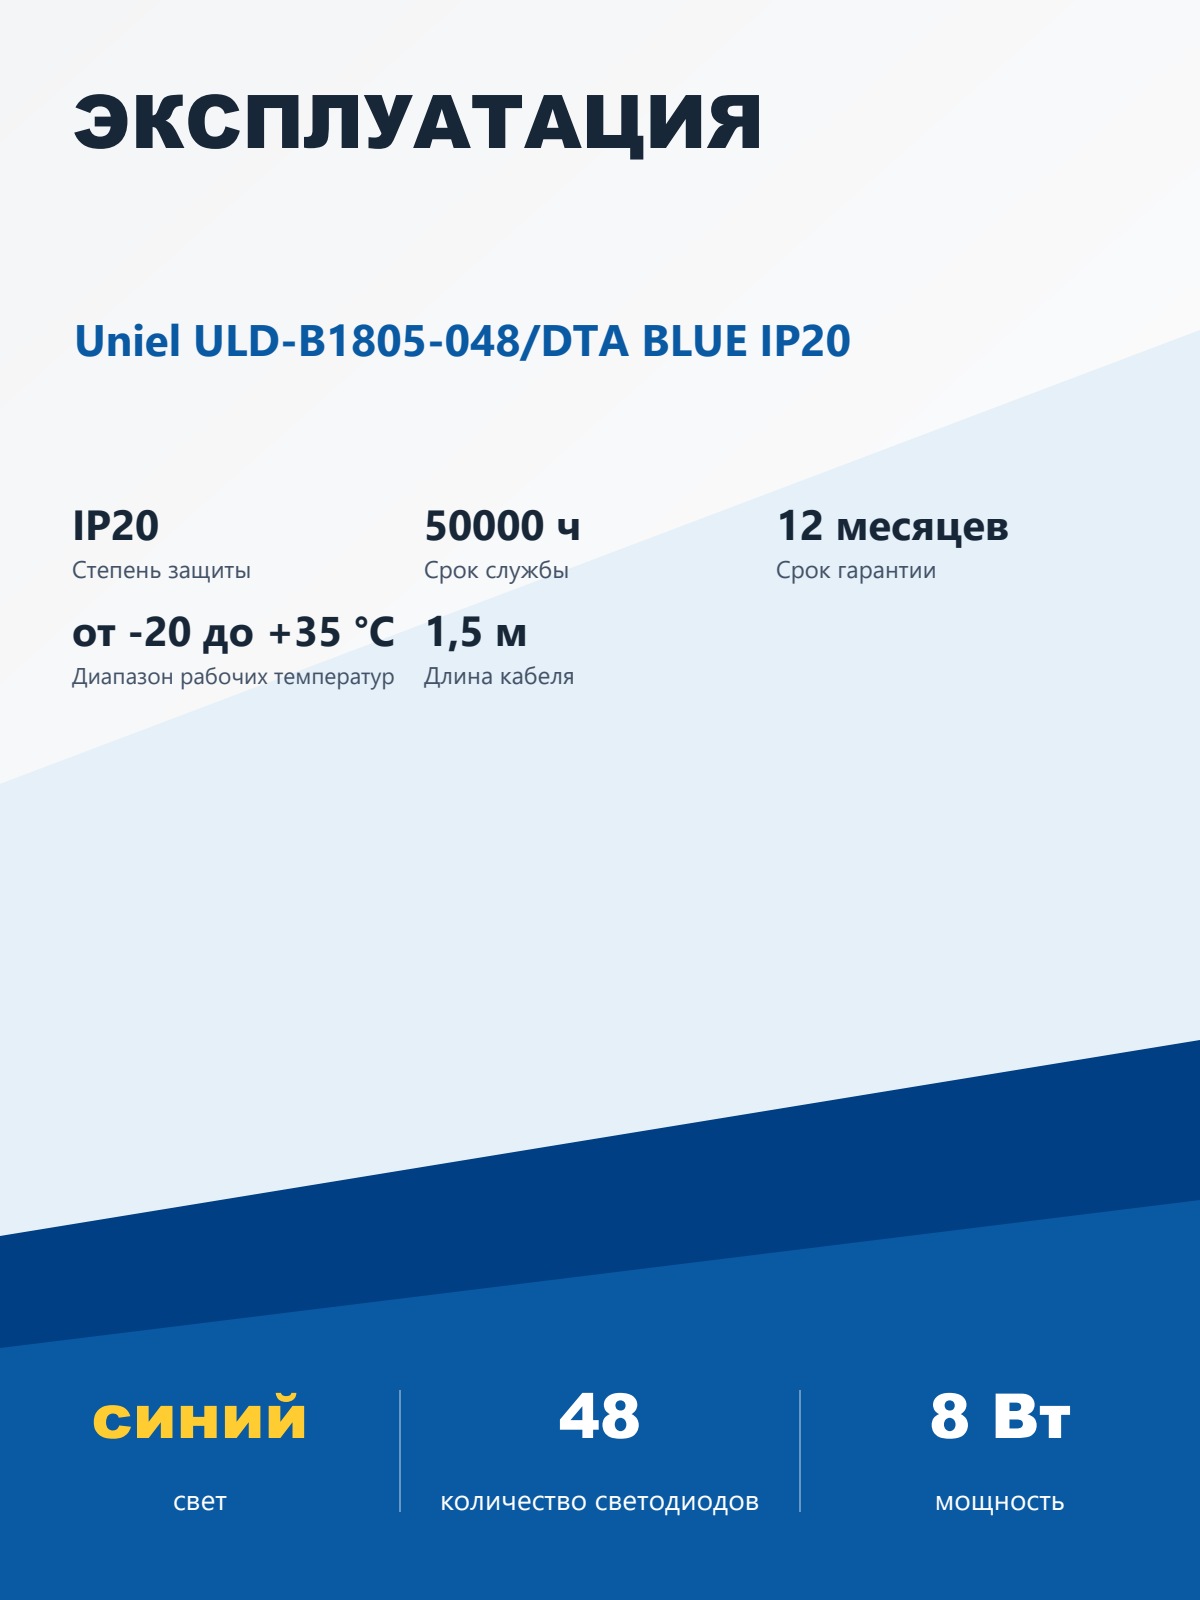 ЭКСПЛУАТАЦИЯ
Uniel ULD-B1805-048/DTA BLUE IP20
IP20
Степень защиты
50000 ч
Срок службы
12 месяцев
Срок гарантии
от -20 до +35 °C
Диапазон рабочих температур
1,5 м
Длина кабеля
синий
свет
48
количество светодиодов
8 Вт
мощность